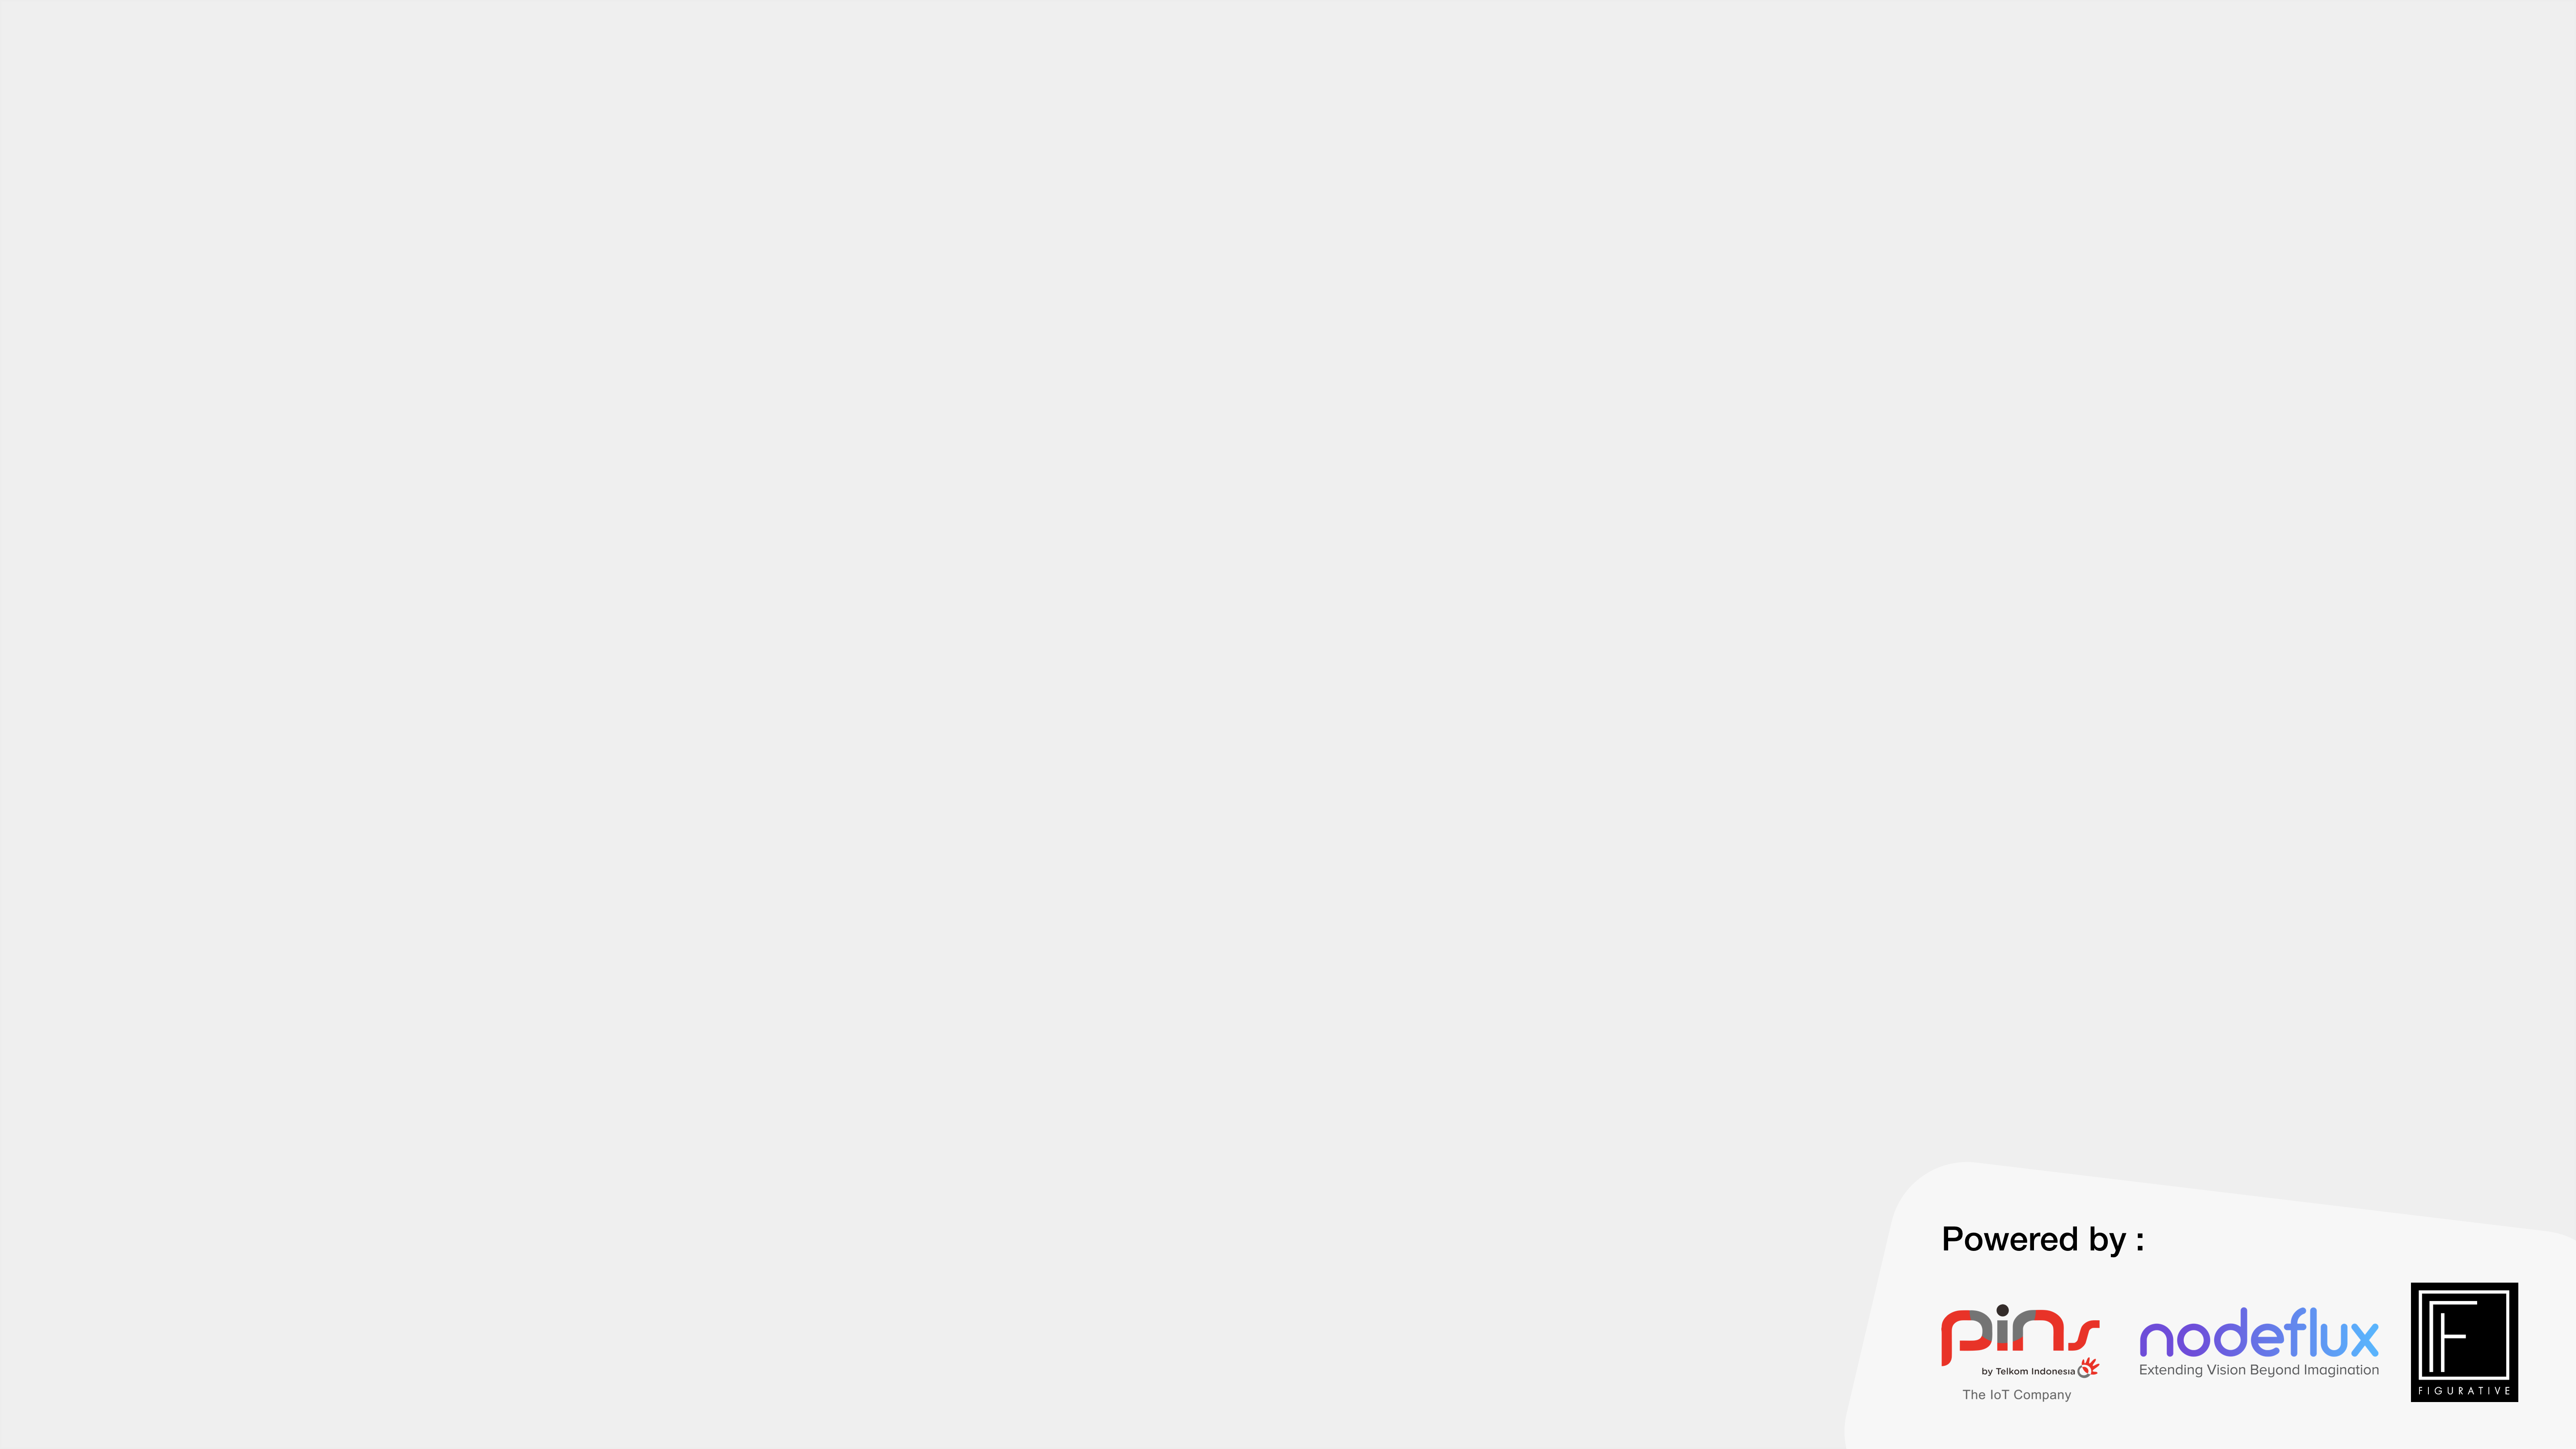 Powered by :
pins
by Telkom Indonesia
The IoT Company
nodeflux
Extending Vision Beyond Imagination
F
FIGURATIVE